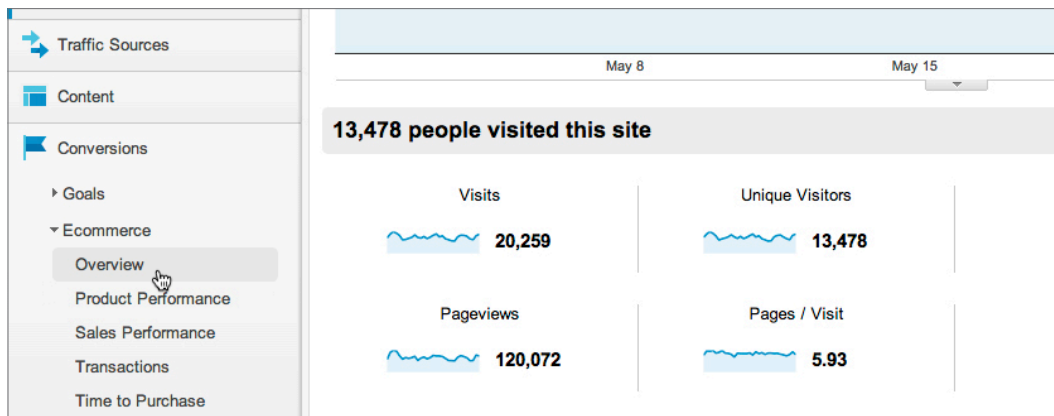 Traffic Sources
Content
Conversions
Goals
Ecommerce
Overview
Product Performance
Sales Performance
Transactions
Time to Purchase
May 8 May 15
13,478 people visited this site
Visits Unique Visitors
20,259 13,478
Pageviews Pages / Visit
120,072 5.93